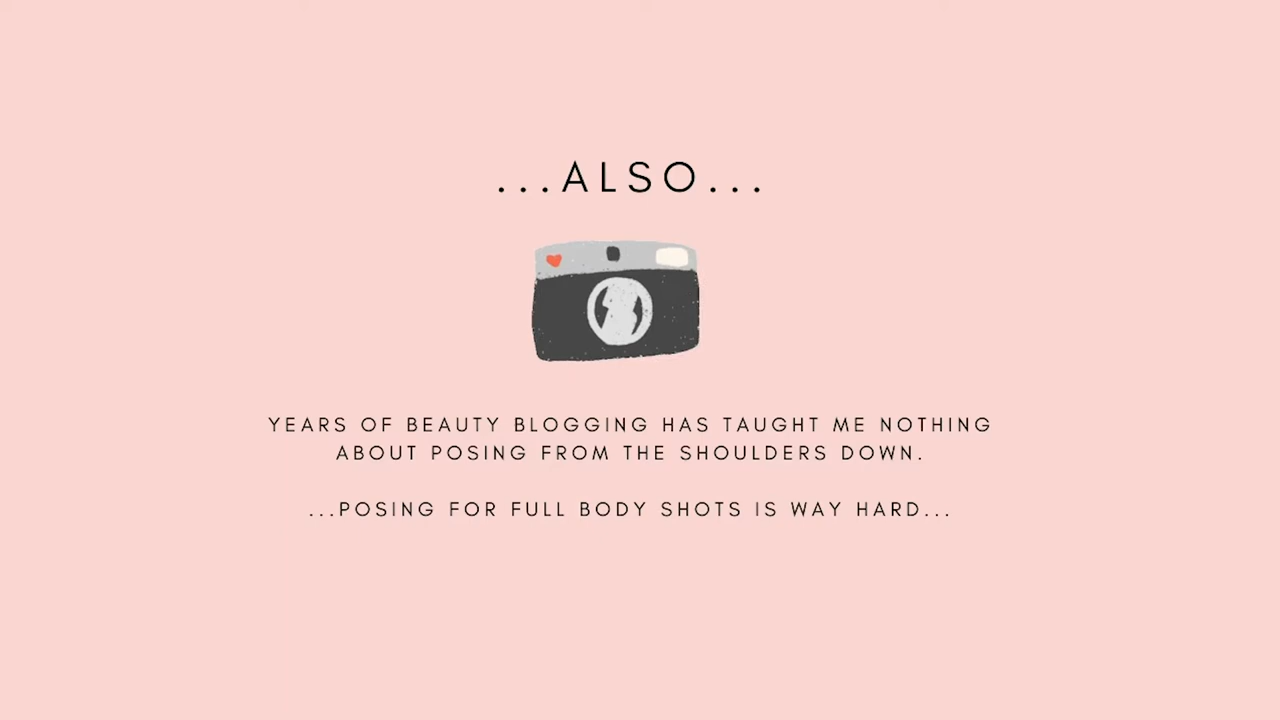 ...ALSO...
YEARS OF BEAUTY BLOGGING HAS TAUGHT ME NOTHING
ABOUT POSING FROM THE SHOULDERS DOWN.
...POSING FOR FULL BODY SHOTS IS WAY HARD...